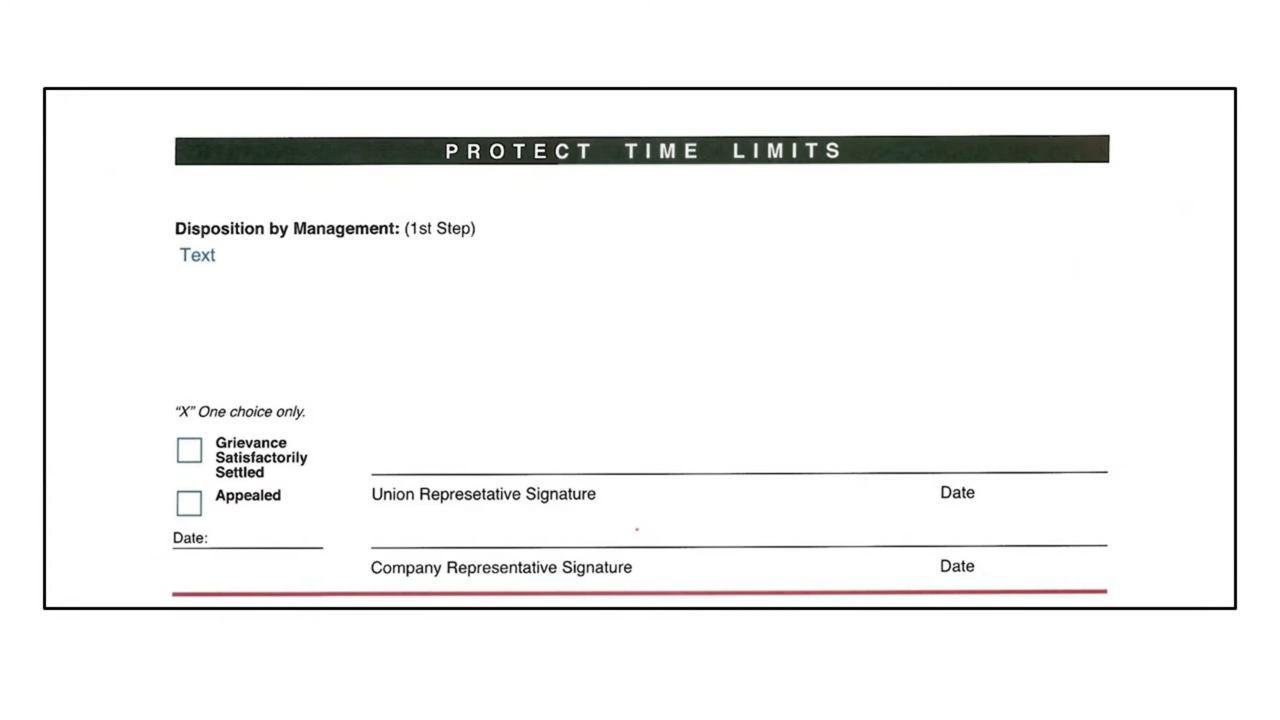 PROTECT TIME LIMITS
Disposition by Management: (1st Step)
Text
“X” One choice only.
Grievance
Satisfactorily
Settled
Appealed
Union Represetative Signature Date
Date:
Company Representative Signature Date